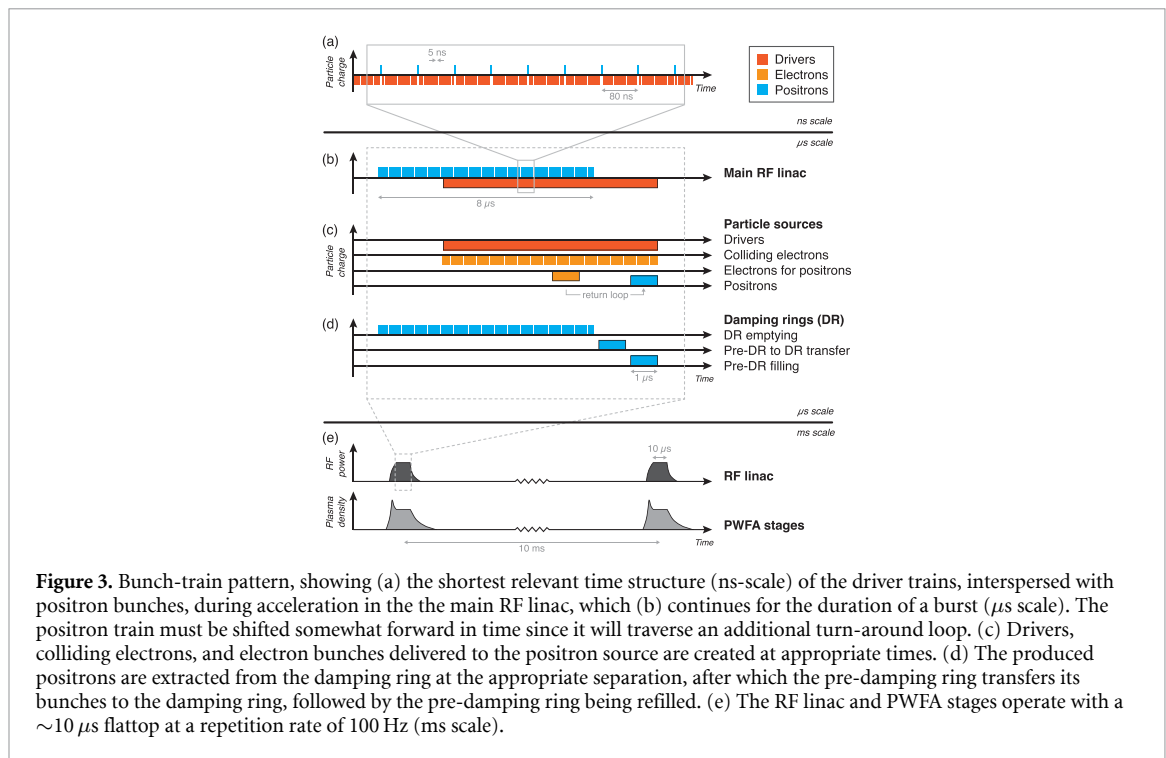 (a)
Particle
charge
5 ns
80 ns
Time
Drivers
Electrons
Positrons
ns scale
μs scale
(b)
8 μs
Main RF linac
(c)
Particle
charge
Particle sources
Drivers
Colliding electrons
Electrons for positrons
Positrons
return loop
(d)
Damping rings (DR)
DR emptying
Pre-DR to DR transfer
Pre-DR filling
1 μs
Time
μs scale
ms scale
(e)
RF
power
10 μs
RF linac
Plasma
density
PWFA stages
10 ms
Time
Figure 3. Bunch-train pattern, showing (a) the shortest relevant time structure (ns-scale) of the driver trains, interspersed with
positron bunches, during acceleration in the the main RF linac, which (b) continues for the duration of a burst (μs scale). The
positron train must be shifted somewhat forward in time since it will traverse an additional turn-around loop. (c) Drivers,
colliding electrons, and electron bunches delivered to the positron source are created at appropriate times. (d) The produced
positrons are extracted from the damping ring at the appropriate separation, after which the pre-damping ring transfers its
bunches to the damping ring, followed by the pre-damping ring being refilled. (e) The RF linac and PWFA stages operate with a
∼10 μs flattop at a repetition rate of 100 Hz (ms scale).